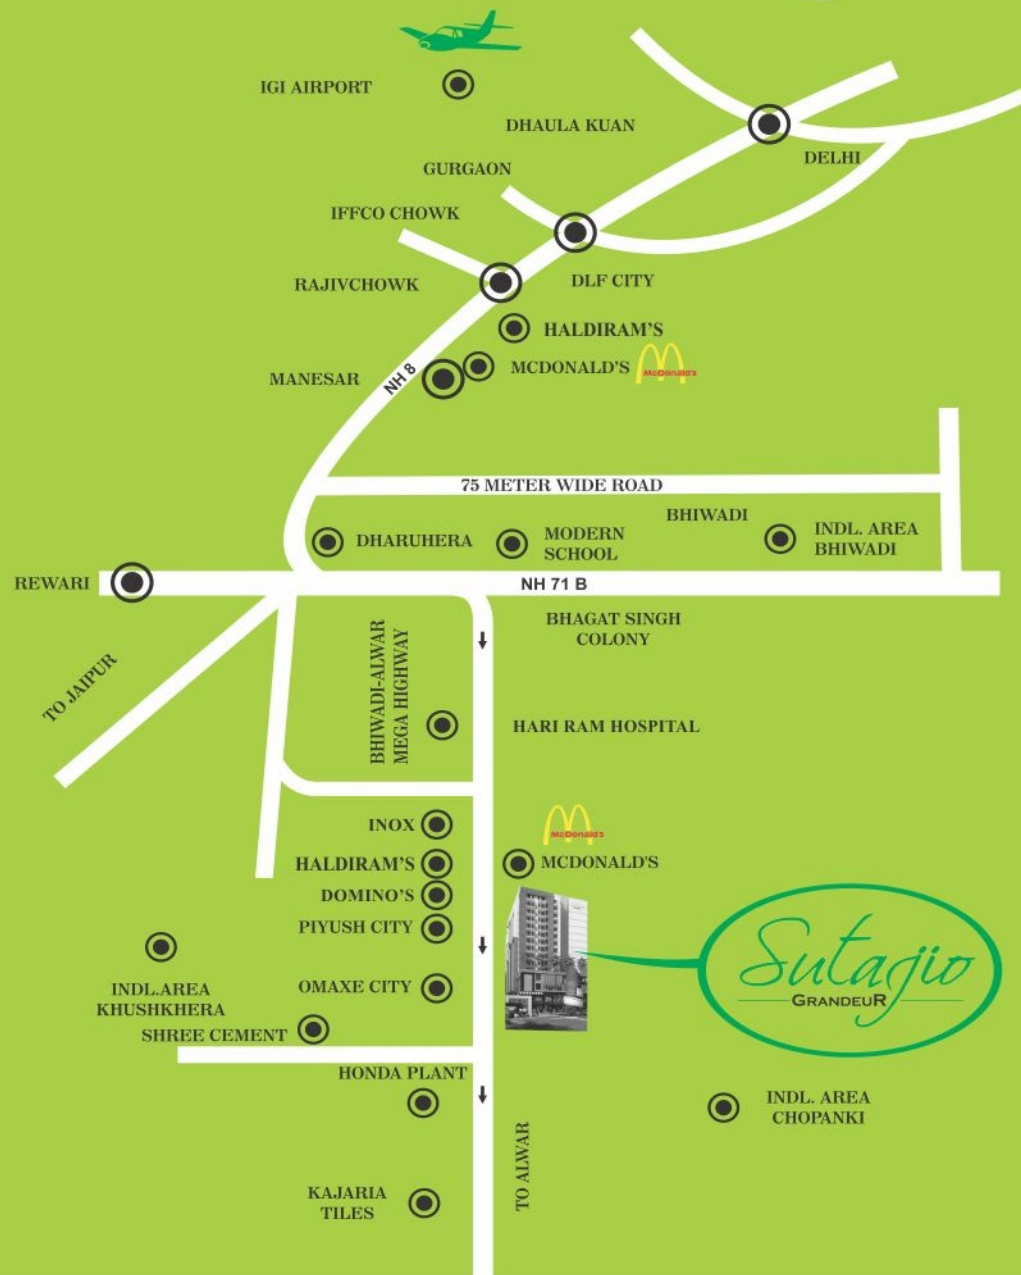 IGI AIRPORT
DHAULA KUAN
DELHI
GURGAON
IFFCO CHOWK
RAJIVCHOWK
DLF CITY
HALDIRAM'S
MCDONALD'S
McDonald's
MANESAR
NH 8
75 METER WIDE ROAD
BHIWADI
DHARUHERA
MODERN
SCHOOL
INDL. AREA
BHIWADI
REWARI
NH 71 B
BHAGAT SINGH
COLONY
TO JAIPUR
BHIWADI-ALWAR
MEGA HIGHWAY
HARI RAM HOSPITAL
INOX
McDonald's
HALDIRAM'S
MCDONALD'S
DOMINO'S
PIYUSH CITY
Sutagio
GRANDEUR
OMAXE CITY
INDL.AREA
KHUSHKHERA
SHREE CEMENT
HONDA PLANT
INDL. AREA
CHOPANKI
TO ALWAR
KAJARIA
TILES